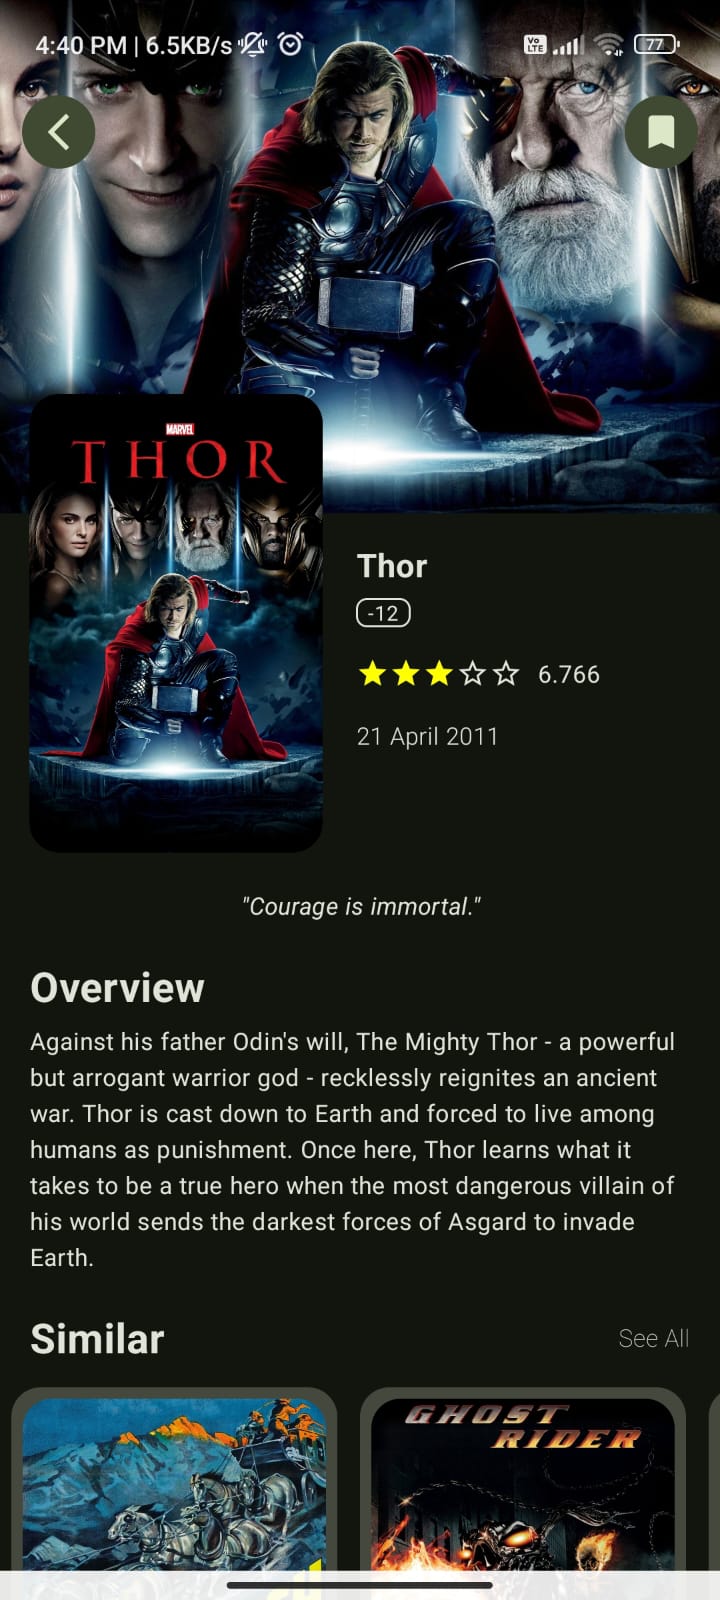 4:40 PM | 6.5KB/s
Vo LTE
77
MARVEL
THOR
Thor
-12
6.766
21 April 2011
"Courage is immortal."
Overview
Against his father Odin's will, The Mighty Thor - a powerful
but arrogant warrior god - recklessly reignites an ancient
war. Thor is cast down to Earth and forced to live among
humans as punishment. Once here, Thor learns what it
takes to be a true hero when the most dangerous villain of
his world sends the darkest forces of Asgard to invade
Earth.
Similar
See All
GHOST
RIDER